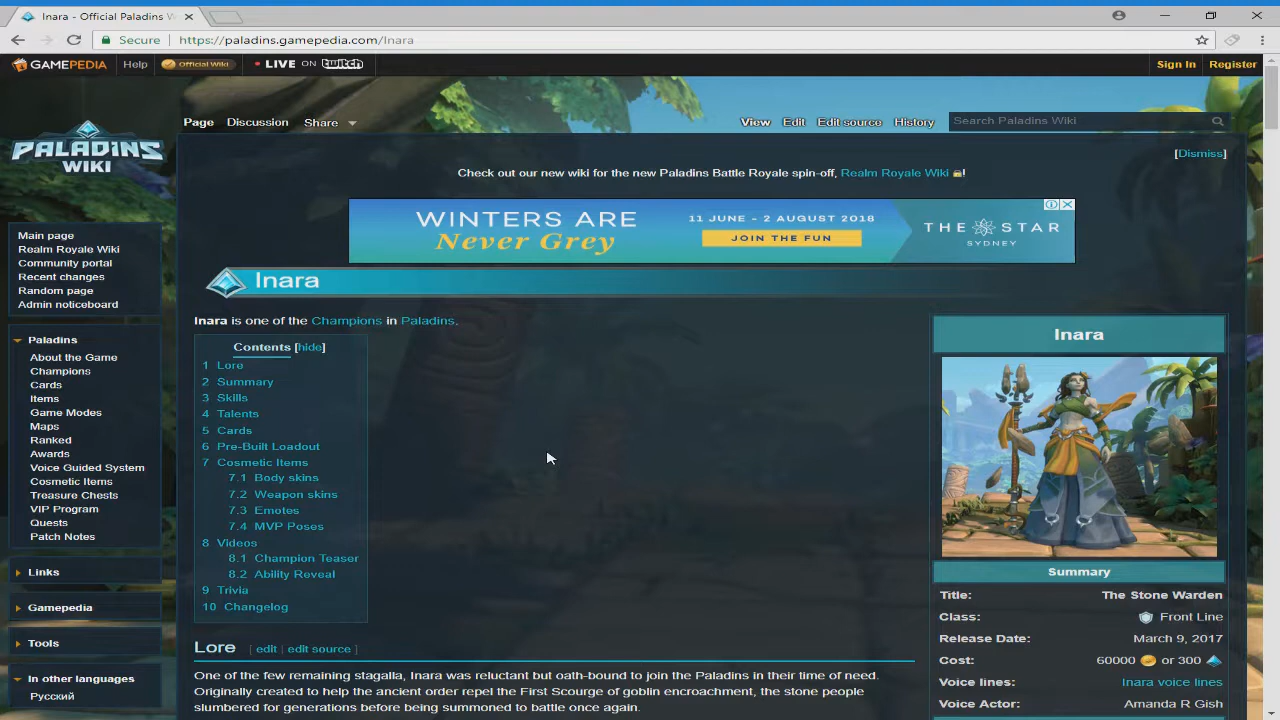 Inara - Official Paladins W
Secure https://paladins.gamepedia.com/Inara
GAMEPEDIA Help Official Wiki LIVE ON twitch Sign In Register
Page Discussion Share View Edit Edit source History Search Paladins Wiki
PALADINS
WIKI
[Dismiss]
Check out our new wiki for the new Paladins Battle Royale spin-off, Realm Royale Wiki !
WINTERS ARE
Never Grey
11 JUNE - 2 AUGUST 2018
JOIN THE FUN
THE STAR
SYDNEY
Main page
Realm Royale Wiki
Community portal
Recent changes
Random page
Admin noticeboard
Paladins
About the Game
Champions
Cards
Items
Game Modes
Maps
Ranked
Awards
Voice Guided System
Cosmetic Items
Treasure Chests
VIP Program
Quests
Patch Notes
Links
Gamepedia
Tools
In other languages
Русский
Inara
Inara is one of the Champions in Paladins.
Contents [hide]
1 Lore
2 Summary
3 Skills
4 Talents
5 Cards
6 Pre-Built Loadout
7 Cosmetic Items
7.1 Body skins
7.2 Weapon skins
7.3 Emotes
7.4 MVP Poses
8 Videos
8.1 Champion Teaser
8.2 Ability Reveal
9 Trivia
10 Changelog
Lore [ edit | edit source ]
One of the few remaining stagalla, Inara was reluctant but oath-bound to join the Paladins in their time of need.
Originally created to help the ancient order repel the First Scourge of goblin encroachment, the stone people
slumbered for generations before being summoned to battle once again.
Inara
Summary
Title: The Stone Warden
Class: Front Line
Release Date: March 9, 2017
Cost: 60000 or 300
Voice lines: Inara voice lines
Voice Actor: Amanda R Gish